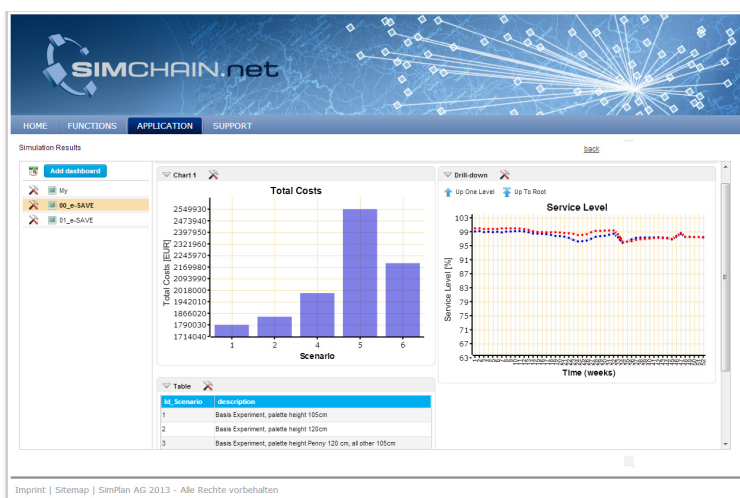 SIMCHAIN.net
HOME FUNCTIONS APPLICATION SUPPORT
Simulation Results
back
Add dashboard
My
00_e-SAVE
01_e-SAVE
Chart 1
Total Costs
Total Costs [EUR]
2549930
2473940
2397950
2321960
2245970
2169980
2093990
2018000
1942010
1866020
1790030
1714040
1 2 4 5 6
Scenario
Drill-down
Up One Level Up To Root
Service Level
Service Level [%]
103
99
95
91
87
83
79
75
71
67
63
Time (weeks)
Table
Id_Scenario description
1 Basis Experiment, palette height 105cm
2 Basis Experiment, palette height 120cm
3 Basis Experiment, palette height Penny 120 cm, all other 105cm
Imprint | Sitemap | SimPlan AG 2013 - Alle Rechte vorbehalten